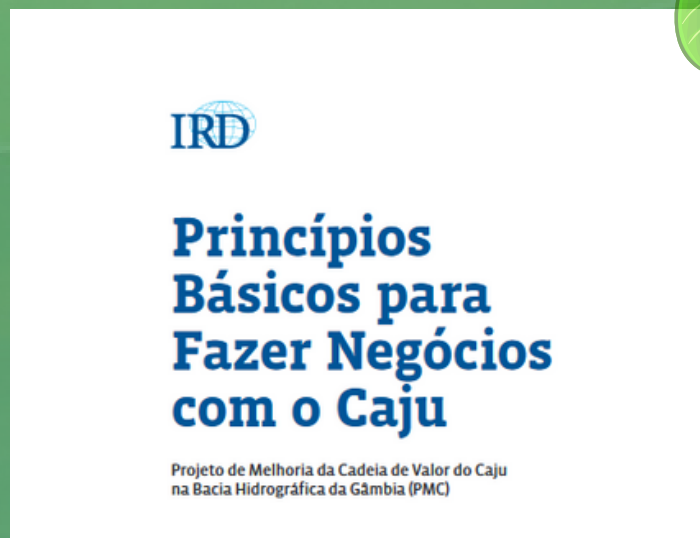 IRD
Princípios
Básicos para
Fazer Negócios
com o Caju
Projeto de Melhoria da Cadeia de Valor do Caju
na Bacia Hidrográfica da Gâmbia (PMC)